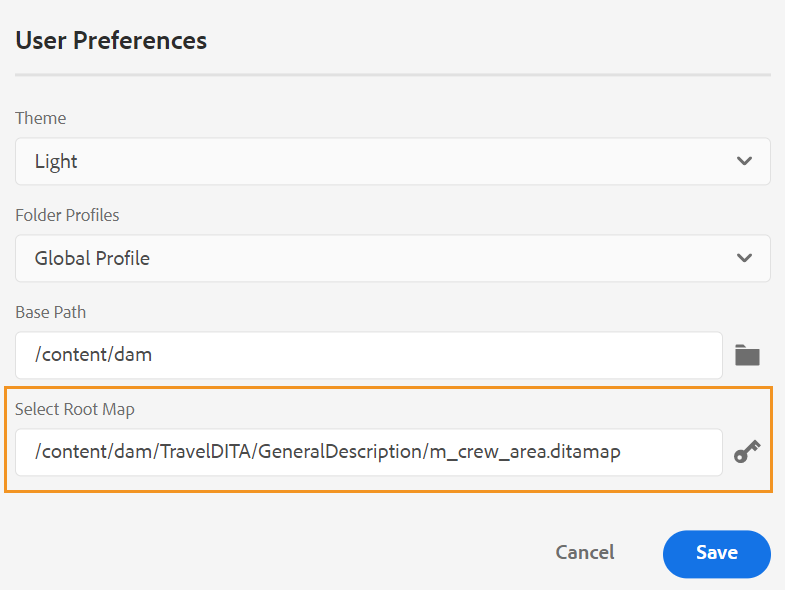 User Preferences
Theme
Light
Folder Profiles
Global Profile
Base Path
/content/dam
Select Root Map
/content/dam/TravelDITA/GeneralDescription/m_crew_area.ditamap
Cancel Save